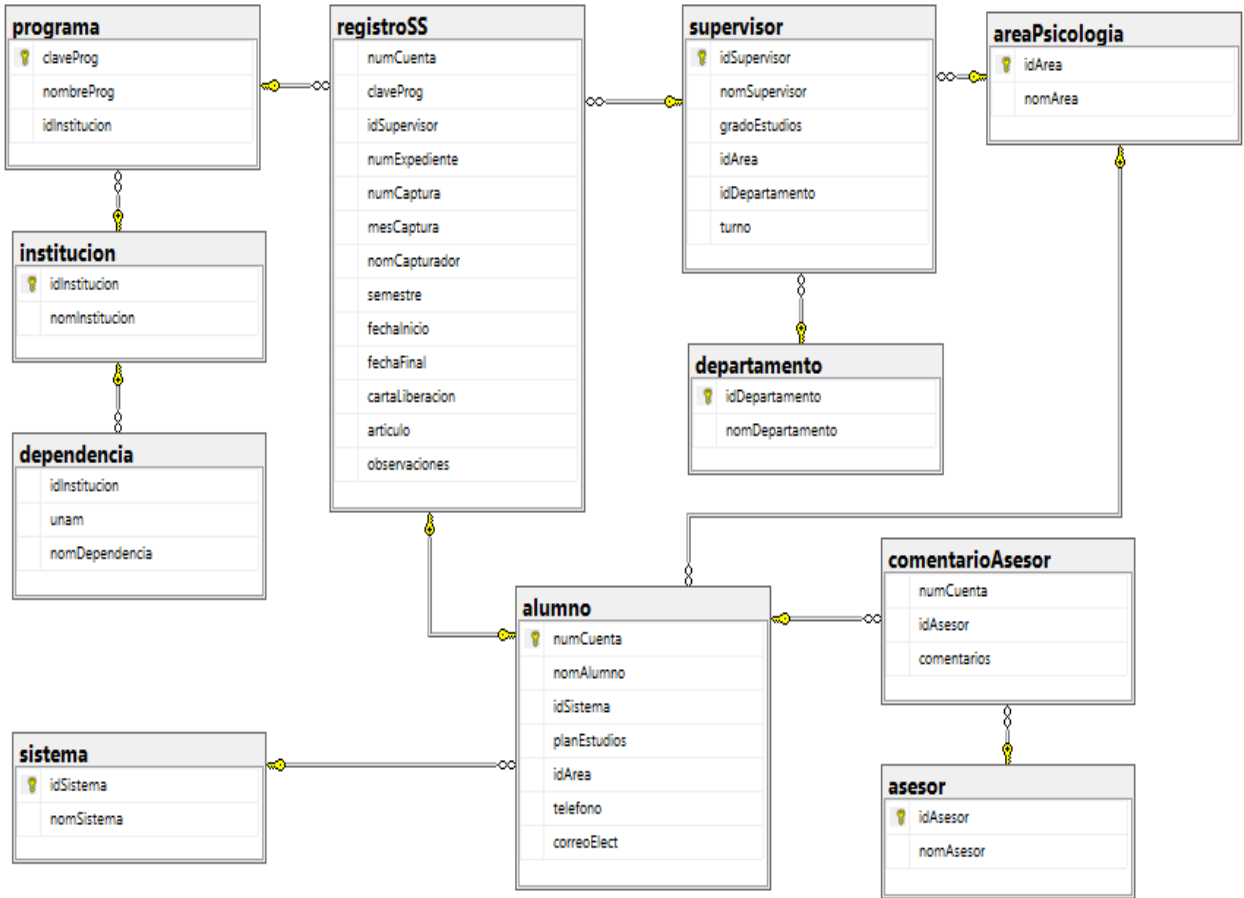 programa
claveProg
nombreProg
idInstitucion
registroSS
numCuenta
claveProg
idSupervisor
numExpediente
numCaptura
mesCaptura
nomCapturador
semestre
fechaInicio
fechaFinal
cartaLiberacion
articulo
observaciones
supervisor
idSupervisor
nomSupervisor
gradoEstudios
idArea
idDepartamento
turno
areaPsicologia
idArea
nomArea
institucion
idInstitucion
nomInstitucion
dependencia
idInstitucion
unam
nomDependencia
departamento
idDepartamento
nomDepartamento
alumno
numCuenta
nomAlumno
idSistema
planEstudios
idArea
telefono
correoElect
comentarioAsesor
numCuenta
idAsesor
comentarios
sistema
idSistema
nomSistema
asesor
idAsesor
nomAsesor